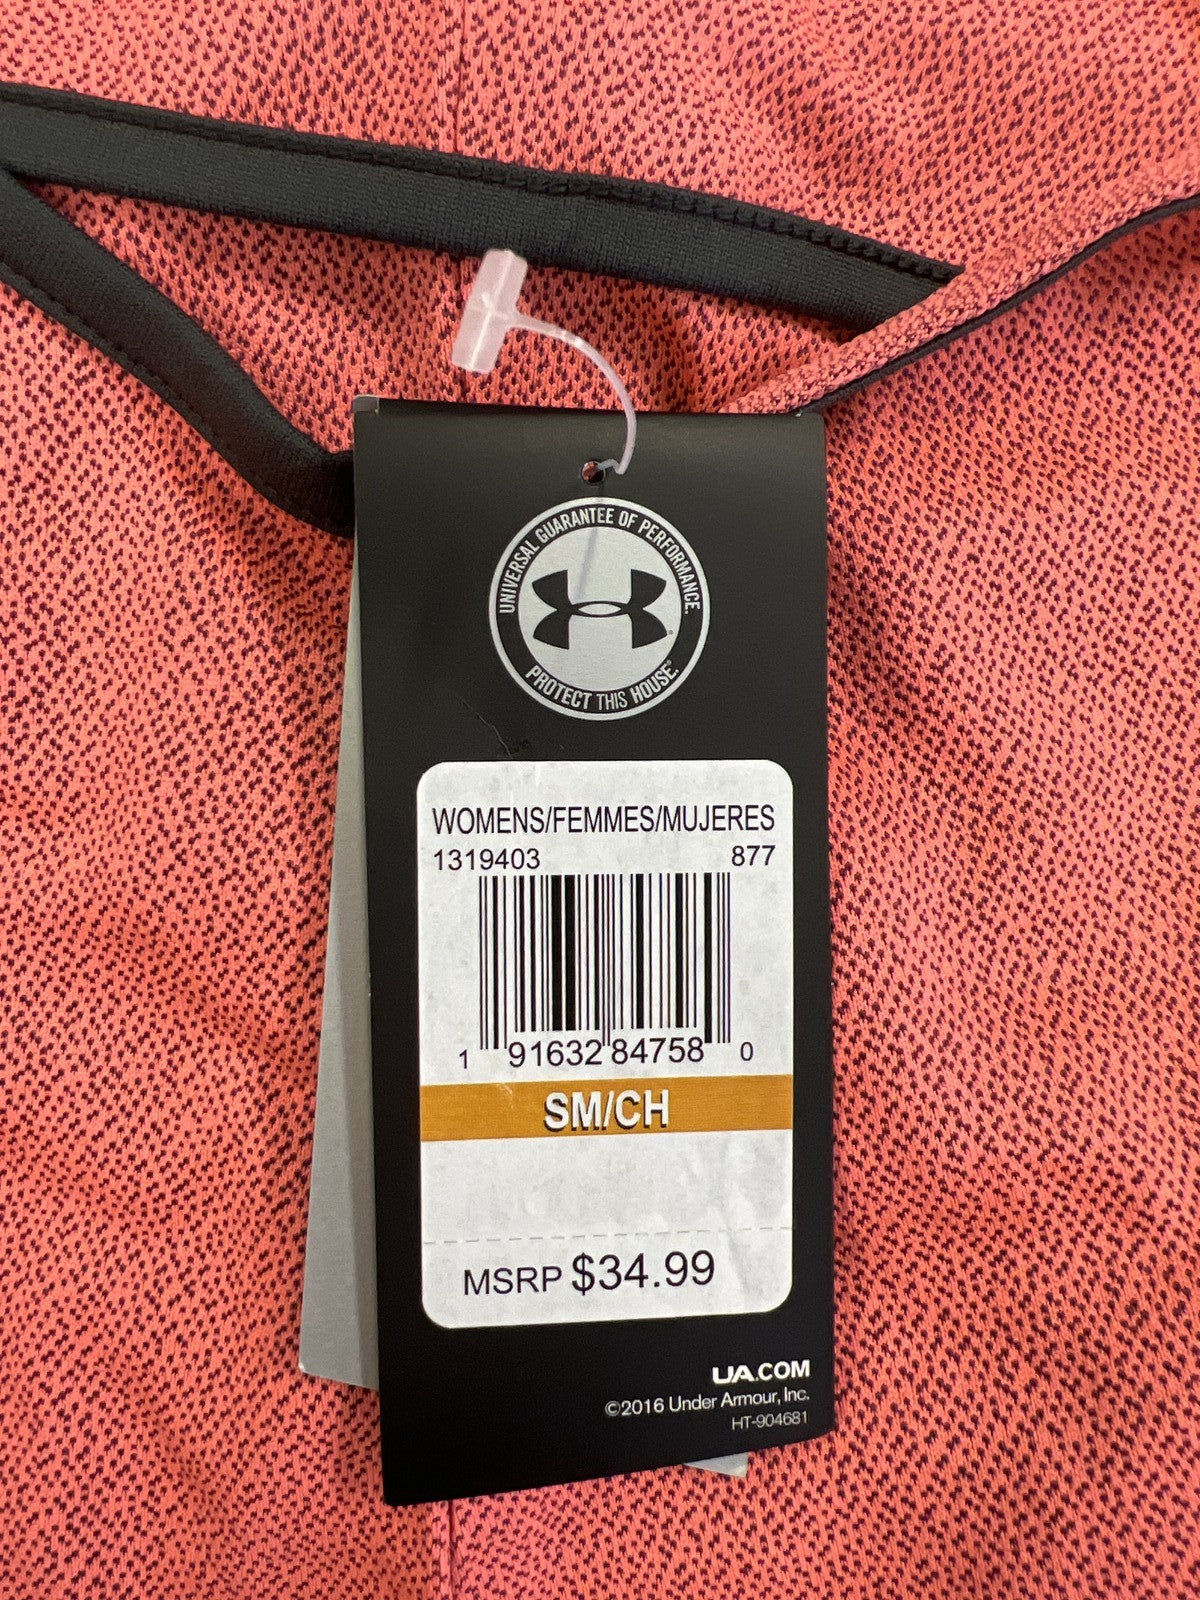 UNIVERSAL GUARANTEE OF PERFORMANCE.
PROTECT THIS HOUSE.®
WOMENS/FEMMES/MUJERES
1319403 877
1 91632 84758 0
SM/CH
MSRP $34.99
UA.COM
©2016 Under Armour, Inc.
HT-904681